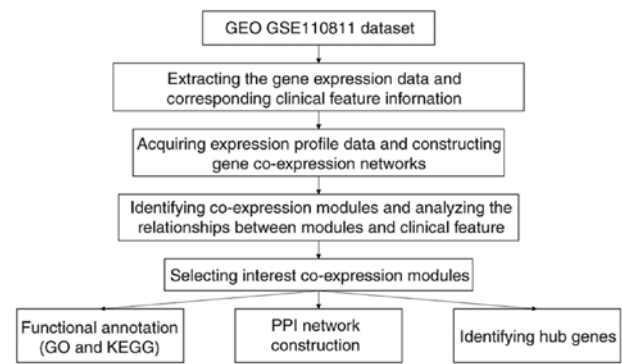 GEO GSE110811 dataset
Extracting the gene expression data and
corresponding clinical feature infornation
Acquiring expression profile data and constructing
gene co-expression networks
Identifying co-expression modules and analyzing the
relationships between modules and clinical feature
Selecting interest co-expression modules
Functional annotation
(GO and KEGG)
PPI network
construction
Identifying hub genes